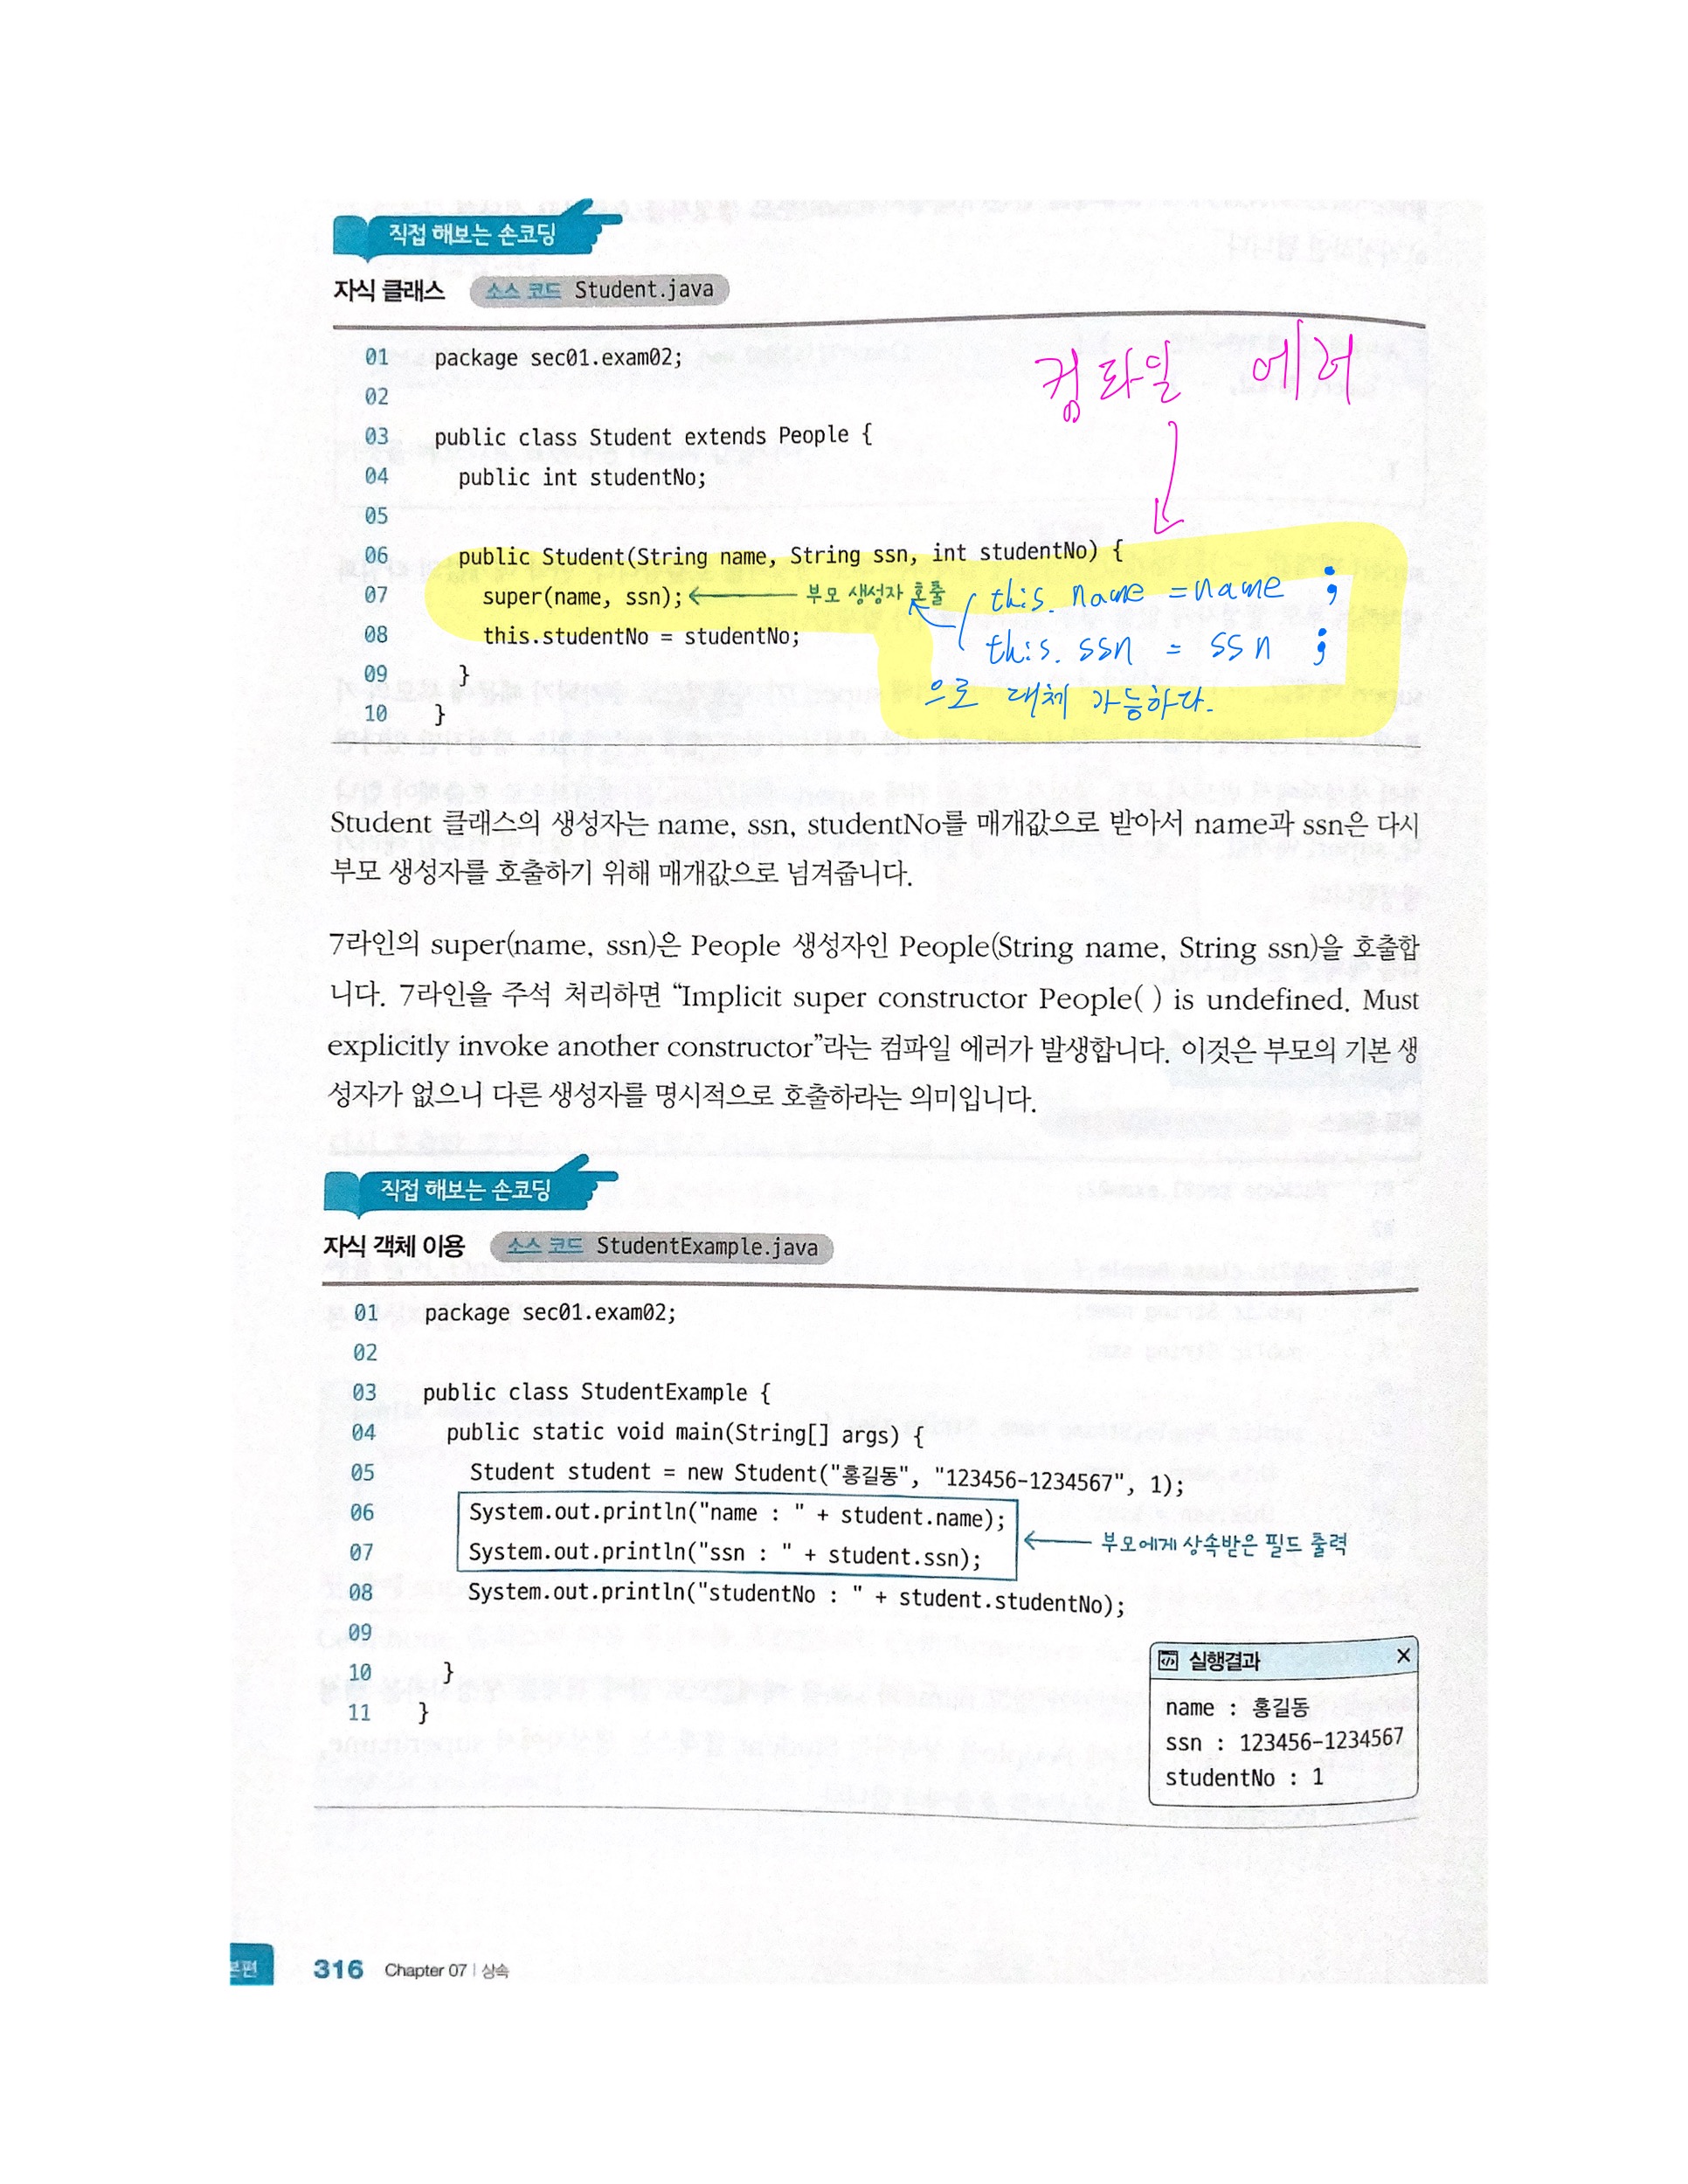 직접 해보는 손코딩
자식 클래스 소스 코드 Student.java
컴파일 에러
01 package sec01.exam02;
02
03 public class Student extends People {
04 public int studentNo;
05
06 public Student(String name, String ssn, int studentNo) {
07 super(name, ssn); 부모 생성자 호출 this. name = name ;
08 this.studentNo = studentNo; this. ssn = ssn ;
09 }
으로 대체 가능하다.
10 }
Student 클래스의 생성자는 name, ssn, studentNo를 매개값으로 받아서 name과 ssn은 다시
부모 생성자를 호출하기 위해 매개값으로 넘겨줍니다.
7라인의 super(name, ssn)은 People 생성자인 People(String name, String ssn)을 호출합
니다. 7라인을 주석 처리하면 “Implicit super constructor People( ) is undefined. Must
explicitly invoke another constructor”라는 컴파일 에러가 발생합니다. 이것은 부모의 기본 생
성자가 없으니 다른 생성자를 명시적으로 호출하라는 의미입니다.
직접 해보는 손코딩
자식 객체 이용 소스 코드 StudentExample.java
01 package sec01.exam02;
02
03 public class StudentExample {
04 public static void main(String[] args) {
05 Student student = new Student("홍길동", "123456-1234567", 1);
06 System.out.println("name : " + student.name);
07 System.out.println("ssn : " + student.ssn); 부모에게 상속받은 필드 출력
08 System.out.println("studentNo : " + student.studentNo);
09
10 }
11 }
실행결과 ×
name : 홍길동
ssn : 123456-1234567
studentNo : 1
본편 316 Chapter 07 | 상속